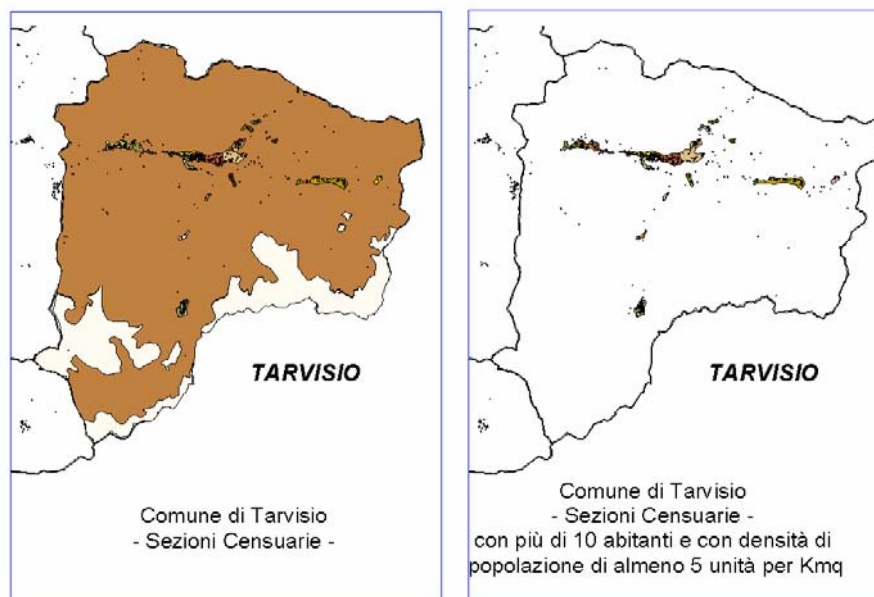 TARVISIO
Comune di Tarvisio
- Sezioni Censuarie -
TARVISIO
Comune di Tarvisio
- Sezioni Censuarie -
con più di 10 abitanti e con densità di
popolazione di almeno 5 unità per Kmq